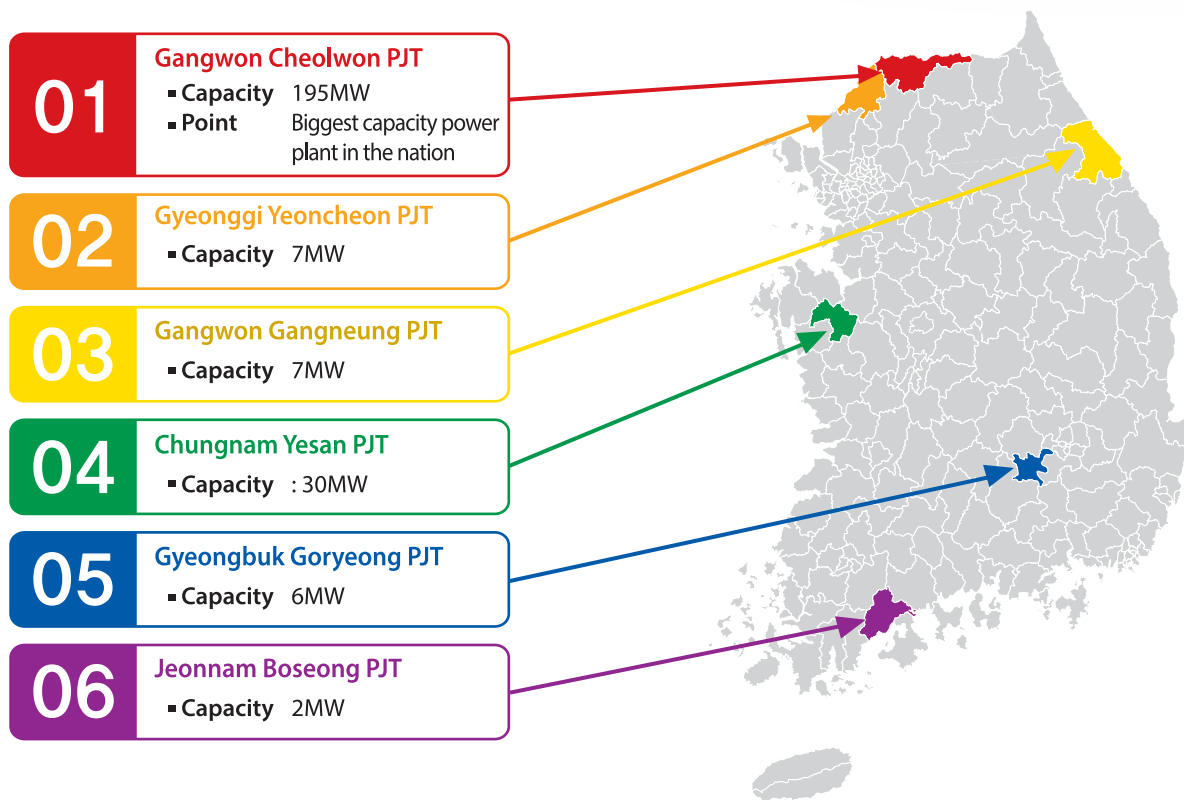 01
Gangwon Cheolwon PJT
▪ Capacity 195MW
▪ Point Biggest capacity power
plant in the nation
02
Gyeonggi Yeoncheon PJT
▪ Capacity 7MW
03
Gangwon Gangneung PJT
▪ Capacity 7MW
04
Chungnam Yesan PJT
▪ Capacity : 30MW
05
Gyeongbuk Goryeong PJT
▪ Capacity 6MW
06
Jeonnam Boseong PJT
▪ Capacity 2MW